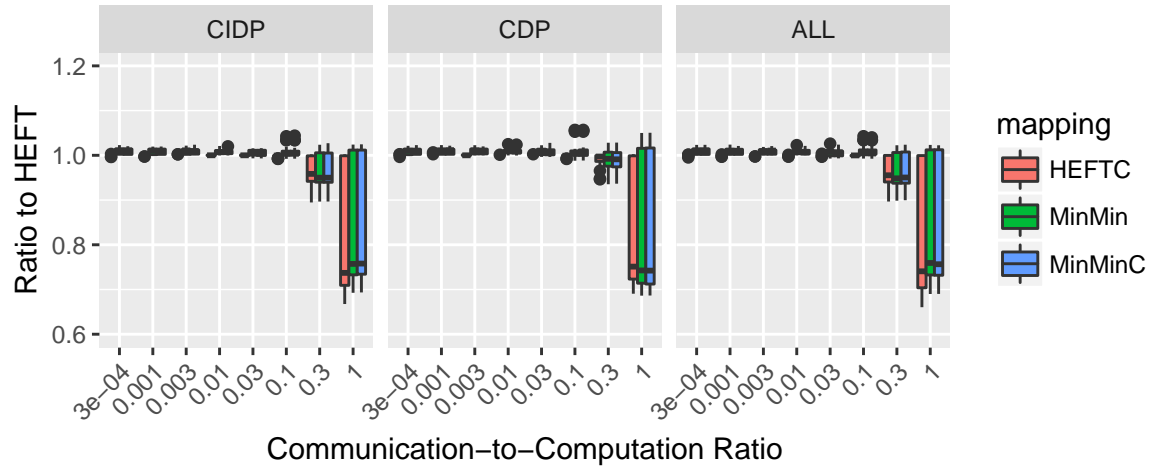 CIDP CDP ALL
1.2
1.0
0.8
0.6
Ratio to HEFT
3e−04 0.001 0.003 0.01 0.03 0.1 0.3 1
3e−04 0.001 0.003 0.01 0.03 0.1 0.3 1
3e−04 0.001 0.003 0.01 0.03 0.1 0.3 1
Communication−to−Computation Ratio
mapping
HEFTC
MinMin
MinMinC